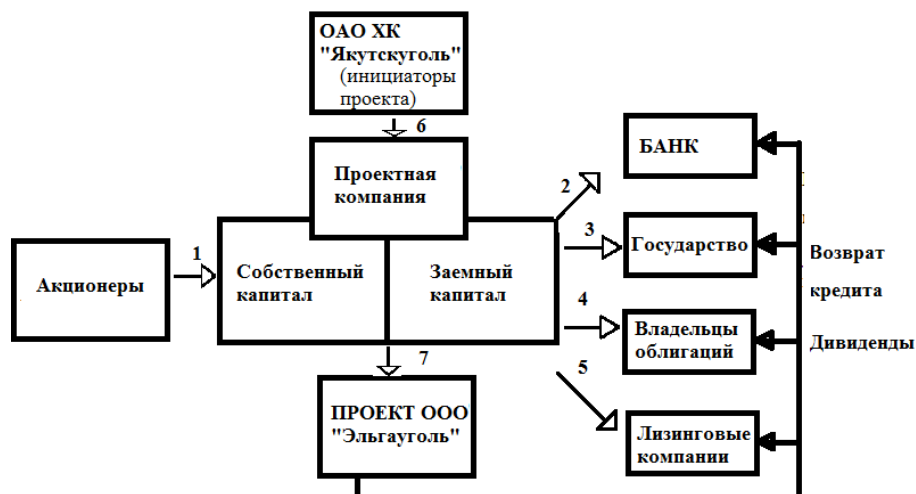 ОАО ХК
"Якутскуголь"
(инициаторы
проекта)
6
Проектная
компания
Акционеры
1
Собственный
капитал
Заемный
капитал
2
БАНК
3
Государство
4
Владельцы
облигаций
5
Лизинговые
компании
Возврат
кредита
Дивиденды
7
ПРОЕКТ ООО
"Эльгауголь"